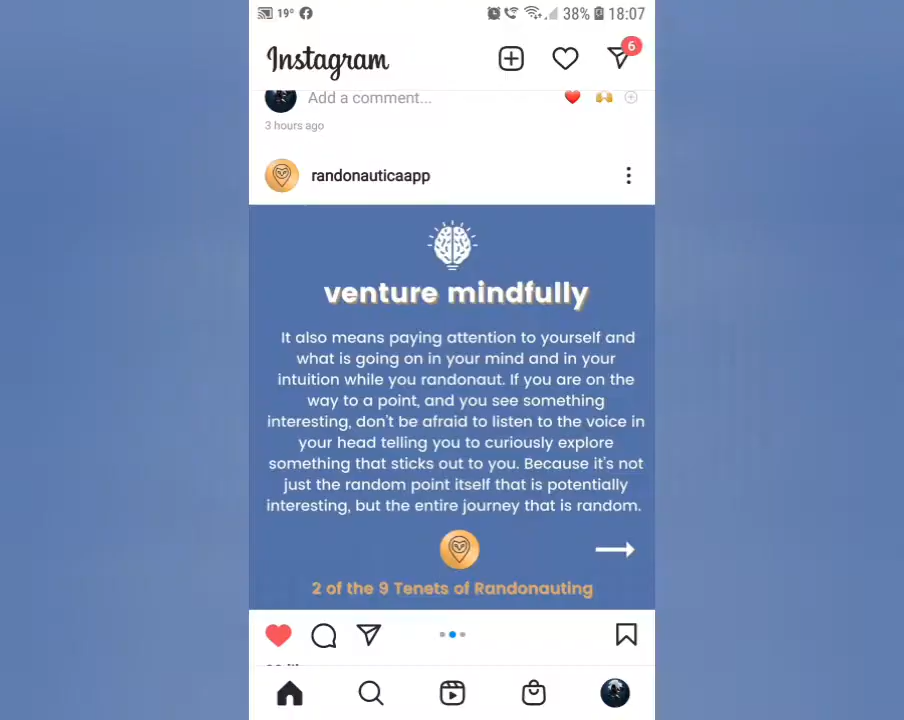 19°
38%
18:07
Instagram
6
Add a comment...
3 hours ago
randonauticaapp
venture mindfully
It also means paying attention to yourself and
what is going on in your mind and in your
intuition while you randonaut. If you are on the
way to a point, and you see something
interesting, don't be afraid to listen to the voice in
your head telling you to curiously explore
something that sticks out to you. Because it's not
just the random point itself that is potentially
interesting, but the entire journey that is random.
2 of the 9 Tenets of Randonauting